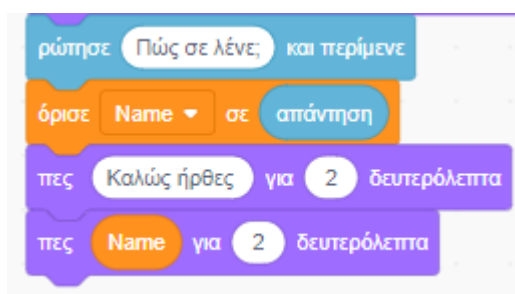 ρώτησε Πώς σε λένε; και περίμενε
όρισε Name σε απάντηση
πες Καλώς ήρθες για 2 δευτερόλεπτα
πες Name για 2 δευτερόλεπτα